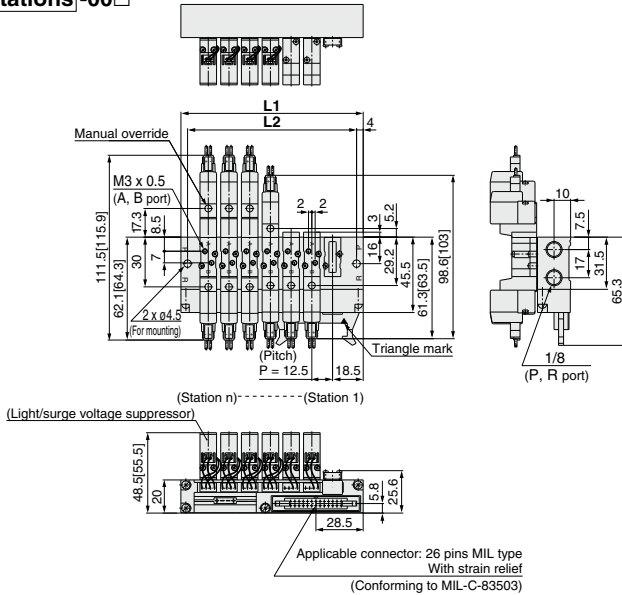 tations -00□
L1
L2
4
Manual override
M3 x 0.5
(A, B port)
2
2
3
5.2
10
7.5
111.5[115.9]
17.3
8.5
62.1[64.3]
30
7
16
29.2
45.5
61.3[63.5]
98.6[103]
17
31.5
65.3
P
R
P
R
2 x ø4.5
(For mounting)
Triangle mark
(Pitch)
P = 12.5
18.5
1/8
(P, R port)
(Station n)--------(Station 1)
(Light/surge voltage suppressor)
48.5[55.5]
20
5.8
25.6
28.5
Applicable connector: 26 pins MIL type
With strain relief
(Conforming to MIL-C-83503)